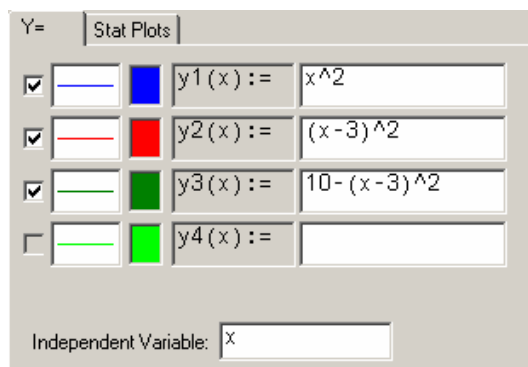 Y= Stat Plots
y1(x):= x^2
y2(x):= (x-3)^2
y3(x):= 10-(x-3)^2
y4(x):=
Independent Variable: x